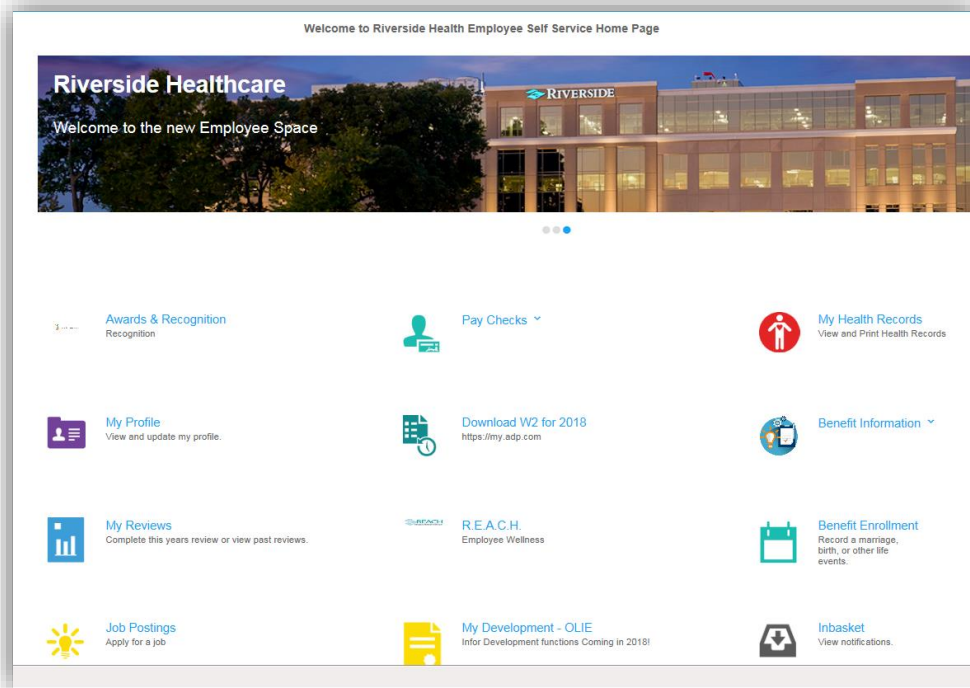 Welcome to Riverside Health Employee Self Service Home Page
Riverside Healthcare
RIVERSIDE
Welcome to the new Employee Space
Awards & Recognition
Recognition
Pay Checks
My Health Records
View and Print Health Records
My Profile
View and update my profile.
Download W2 for 2018
https://my.adp.com
Benefit Information
My Reviews
Complete this years review or view past reviews.
REACH
R.E.A.C.H.
Employee Wellness
Benefit Enrollment
Record a marriage,
birth, or other life
events.
Job Postings
Apply for a job
My Development - OLIE
Infor Development functions Coming in 2018!
Inbasket
View notifications.